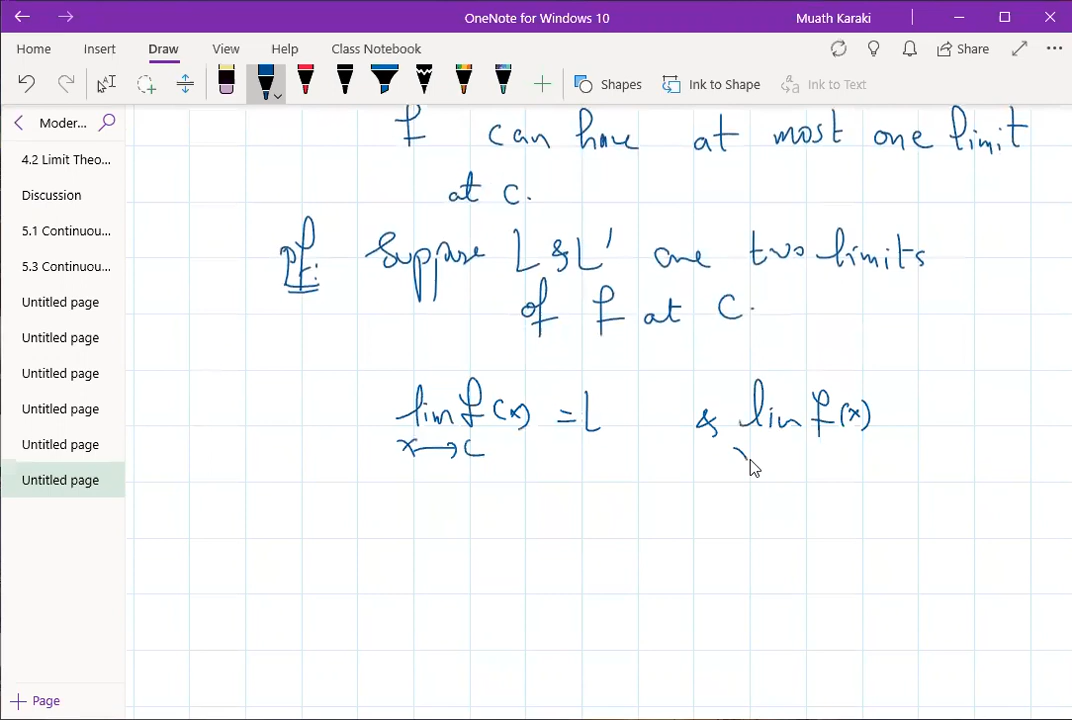 OneNote for Windows 10
Muath Karaki
Home Insert Draw View Help Class Notebook
Share
Shapes Ink to Shape Ink to Text
Moder...
4.2 Limit Theo...
Discussion
5.1 Continuou...
5.3 Continuou...
Untitled page
Untitled page
Untitled page
Untitled page
Untitled page
Untitled page
Page
f can have at most one limit
at c.
Pf: Suppose L & L' are two limits
of f at c.
lim f(x) = L & lim f(x)
x→c